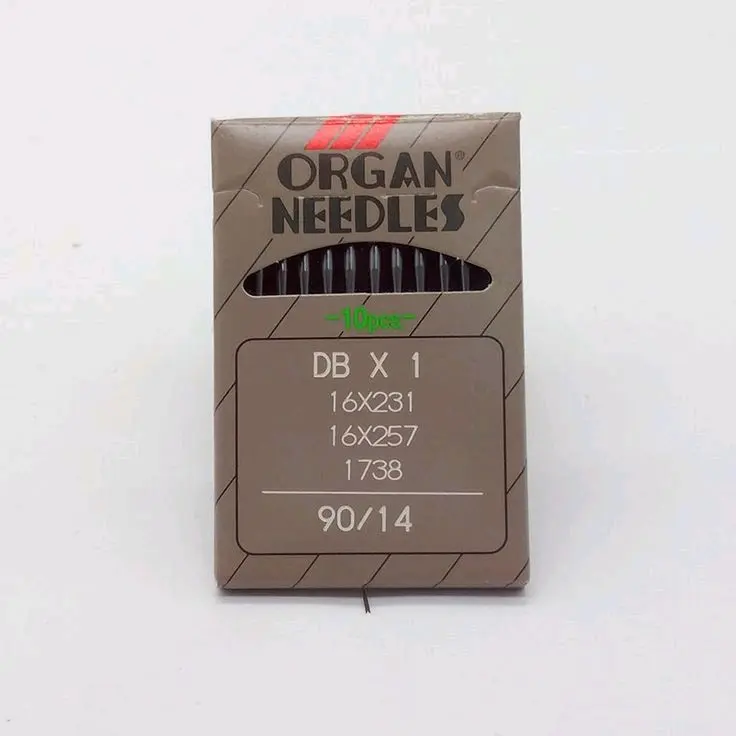 ORGAN®
NEEDLES
-10pcs-
DB X 1
16X231
16X257
1738
90/14